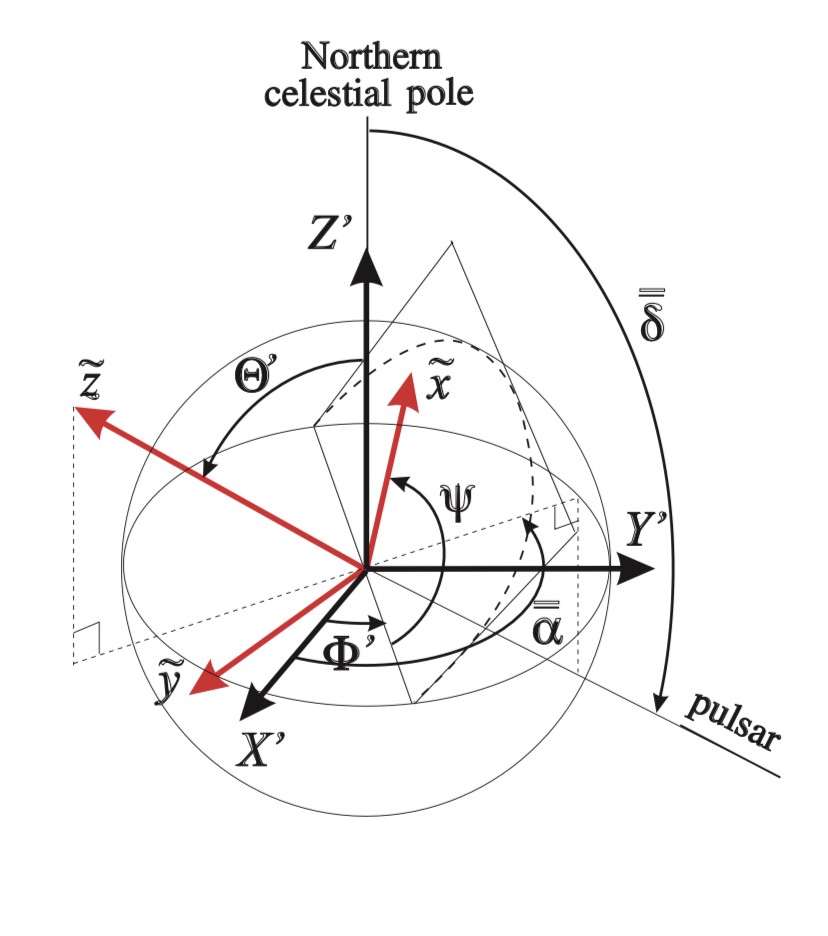 Northern
celestial pole
Z’
δ̿
Θ’
z̃
x̃
ψ
Y’
α̿
Φ’
ỹ
pulsar
X’